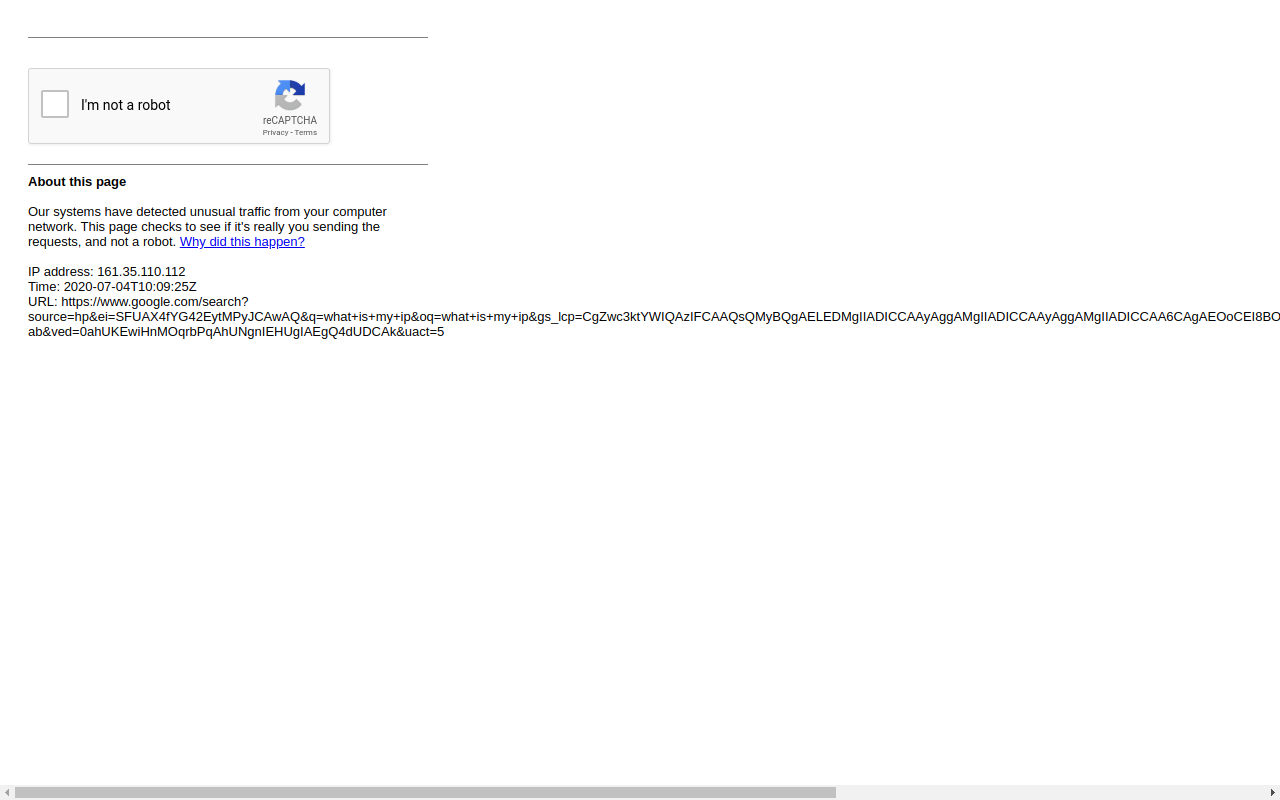 I'm not a robot
reCAPTCHA
Privacy - Terms
About this page
Our systems have detected unusual traffic from your computer
network. This page checks to see if it's really you sending the
requests, and not a robot. Why did this happen?
IP address: 161.35.110.112
Time: 2020-07-04T10:09:25Z
URL: https://www.google.com/search?
source=hp&ei=SFUAX4fYG42EytMPyJCAwAQ&q=what+is+my+ip&oq=what+is+my+ip&gs_lcp=CgZwc3ktYWIQAzIFCAAQsQMyBQgAELEDMgIIADICCAAyAggAMgIIADICCAAyAggAMgIIADICCAA6CAgAEOoCEI8BO
ab&ved=0ahUKEwiHnMOqrbPqAhUNgnIEHUgIAEgQ4dUDCAk&uact=5